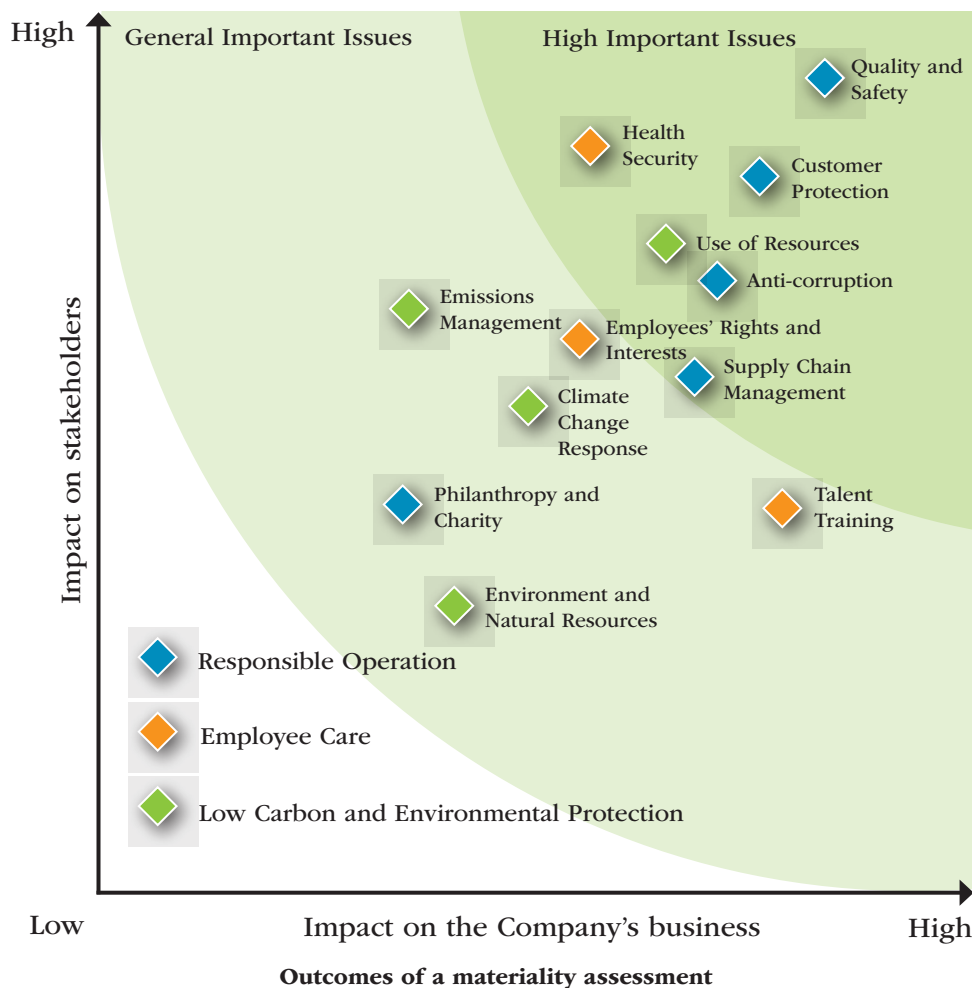 High
General Important Issues
High Important Issues
Quality and
Safety
Health
Security
Customer
Protection
Use of Resources
Anti-corruption
Emissions
Management
Employees’ Rights and
Interests
Supply Chain
Management
Climate
Change
Response
Philanthropy and
Charity
Talent
Training
Environment and
Natural Resources
Impact on stakeholders
Responsible Operation
Employee Care
Low Carbon and Environmental Protection
Low
Impact on the Company’s business
High
Outcomes of a materiality assessment